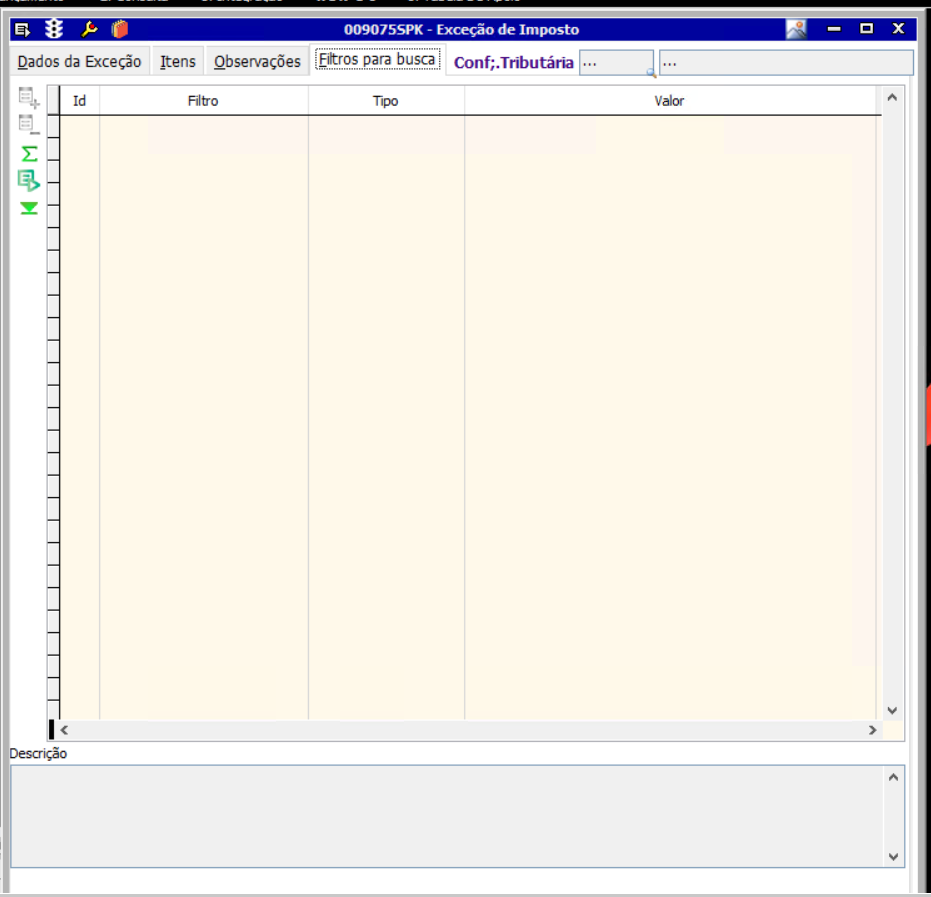 009075SPK - Exceção de Imposto
Dados da Exceção Itens Observações Filtros para busca Conf;.Tributária ... ...
Id Filtro Tipo Valor
Descrição